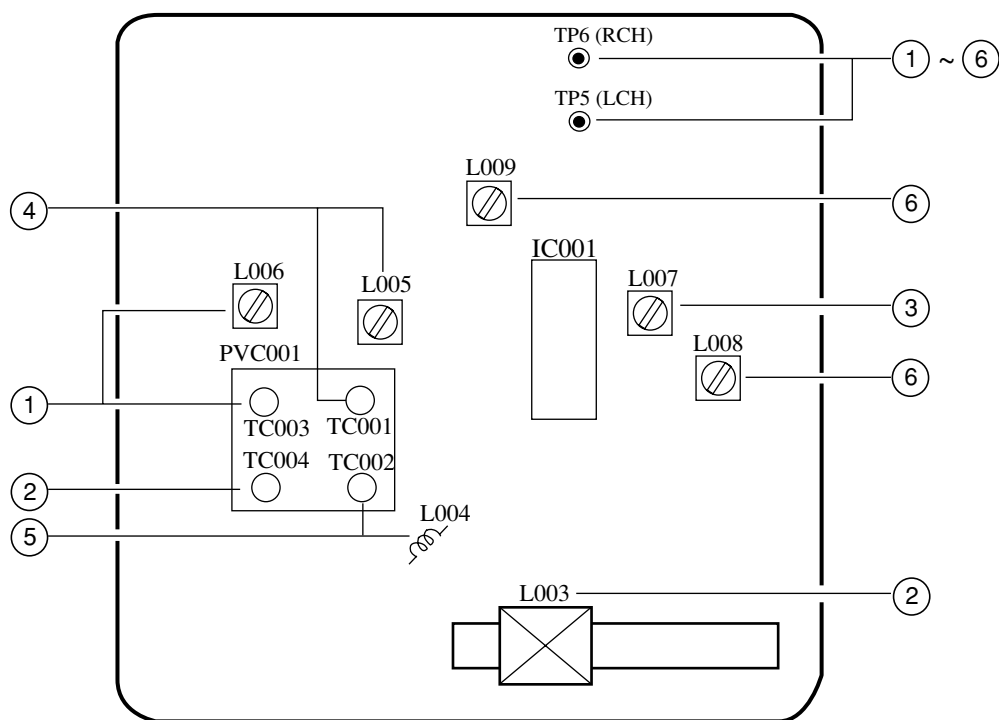 TP6 (RCH)
① ~ ⑥
TP5 (LCH)
L009
④
⑥
IC001
L006
L005
L007
③
L008
PVC001
⑥
①
TC003
TC001
TC004
TC002
②
L004
⑤
L003
②